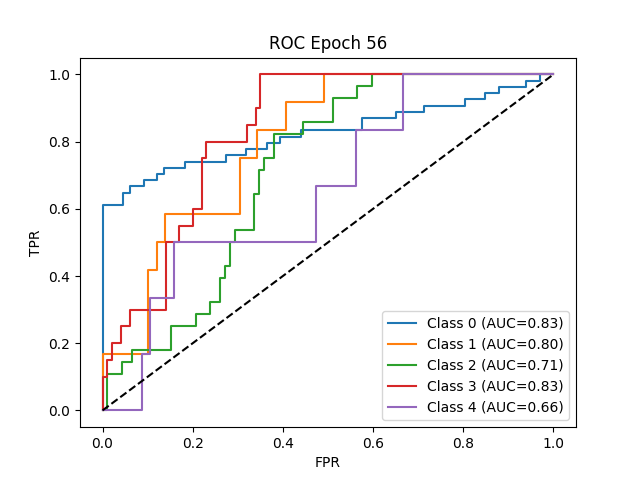 ROC Epoch 56
TPR
1.0
0.8
0.6
0.4
0.2
0.0
Class 0 (AUC=0.83)
Class 1 (AUC=0.80)
Class 2 (AUC=0.71)
Class 3 (AUC=0.83)
Class 4 (AUC=0.66)
0.0 0.2 0.4 0.6 0.8 1.0
FPR